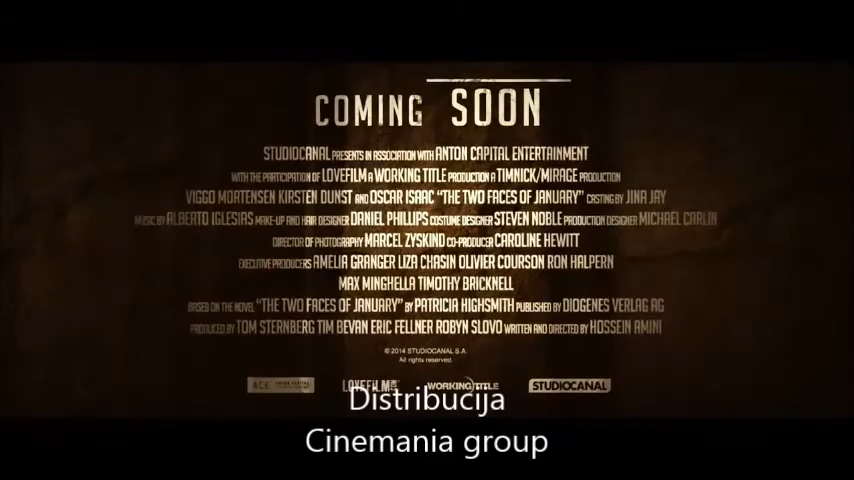 COMING SOON
STUDIOCANAL PRESENTS IN ASSOCIATION WITH ANTON CAPITAL ENTERTAINMENT
WITH THE PARTICIPATION OF LOVEFILM A WORKING TITLE PRODUCTION A TIMNICK/MIRAGE PRODUCTION
VIGGO MORTENSEN KIRSTEN DUNST AND OSCAR ISAAC "THE TWO FACES OF JANUARY" CASTING BY JINA JAY
MUSIC BY ALBERTO IGLESIAS MAKE-UP AND HAIR DESIGNER DANIEL PHILLIPS COSTUME DESIGNER STEVEN NOBLE PRODUCTION DESIGNER MICHAEL CARLIN
DIRECTOR OF PHOTOGRAPHY MARCEL ZYSKIND CO-PRODUCER CAROLINE HEWITT
EXECUTIVE PRODUCERS AMELIA GRANGER LIZA CHASIN OLIVIER COURSON RON HALPERN
MAX MINGHELLA TIMOTHY BRICKNELL
BASED ON THE NOVEL "THE TWO FACES OF JANUARY" BY PATRICIA HIGHSMITH PUBLISHED BY DIOGENES VERLAG AG
PRODUCED BY TOM STERNBERG TIM BEVAN ERIC FELLNER ROBYN SLOVO WRITTEN AND DIRECTED BY HOSSEIN AMINI
© 2014 STUDIOCANAL S.A.
All rights reserved.
ACE LOVEFILM WORKING TITLE STUDIOCANAL
Distribucija
Cinemania group